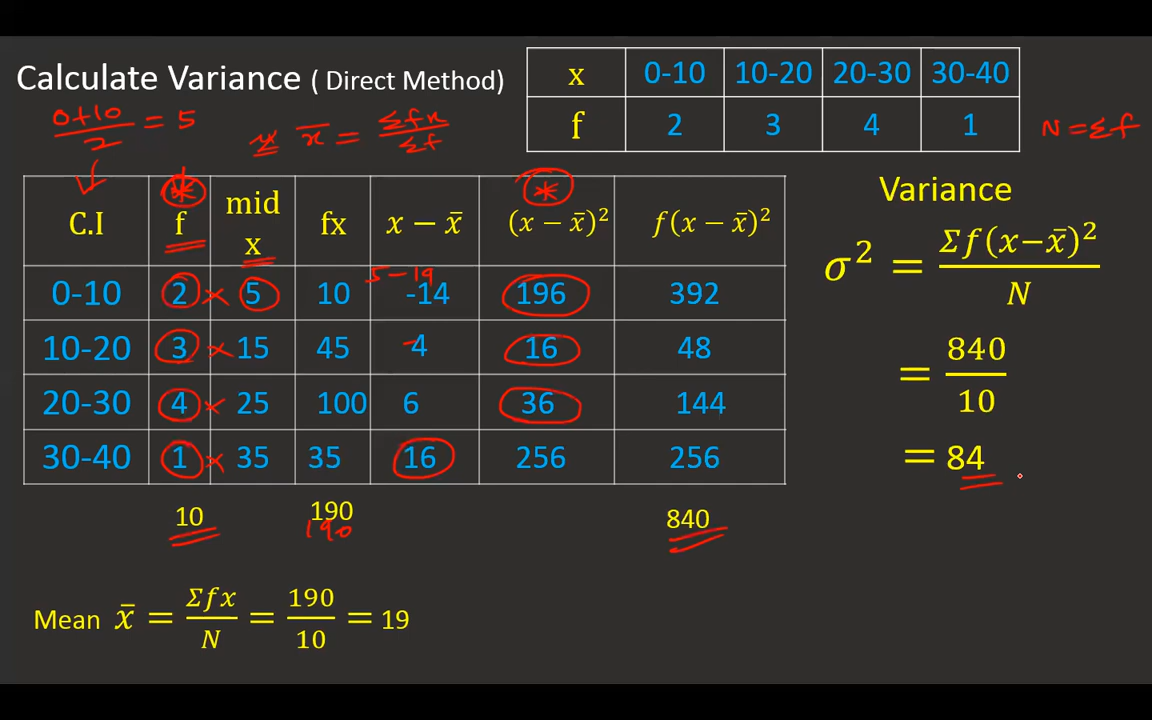 Calculate Variance ( Direct Method)
x 0-10 10-20 20-30 30-40
f 2 3 4 1
N = Σf
0+10/2 = 5
x̄ = Σfx/Σf
C.I f mid x fx x − x̄ (x − x̄)² f(x − x̄)²
5-19
0-10 2 × 5 10 -14 196 392
10-20 3 × 15 45 -4 16 48
20-30 4 × 25 100 6 36 144
30-40 1 × 35 35 16 256 256
10 190 840
190
Variance
σ² = Σf(x−x̄)²/N
= 840/10
= 84
Mean x̄ = Σfx/N = 190/10 = 19